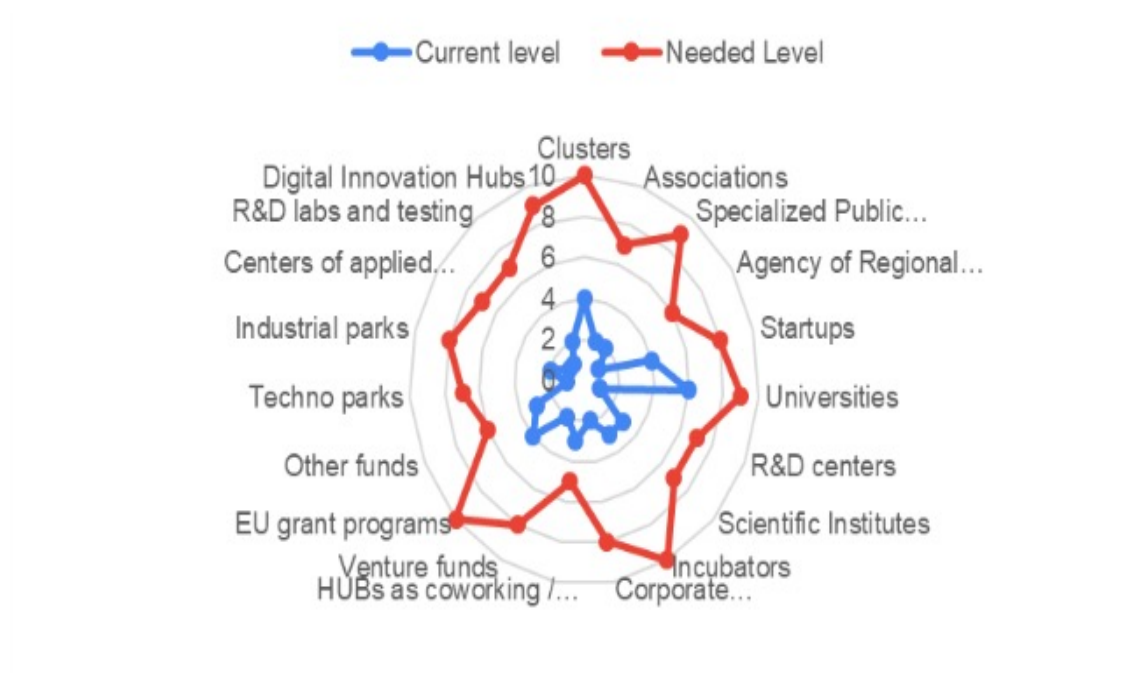 Current level
Needed Level
Clusters
Digital Innovation Hubs
10
Associations
R&D labs and testing
8
Specialized Public...
Centers of applied...
6
Agency of Regional...
Industrial parks
4
Startups
2
Techno parks
0
Universities
Other funds
R&D centers
EU grant programs
Scientific Institutes
Venture funds
Incubators
HUBs as coworking /...
Corporate...